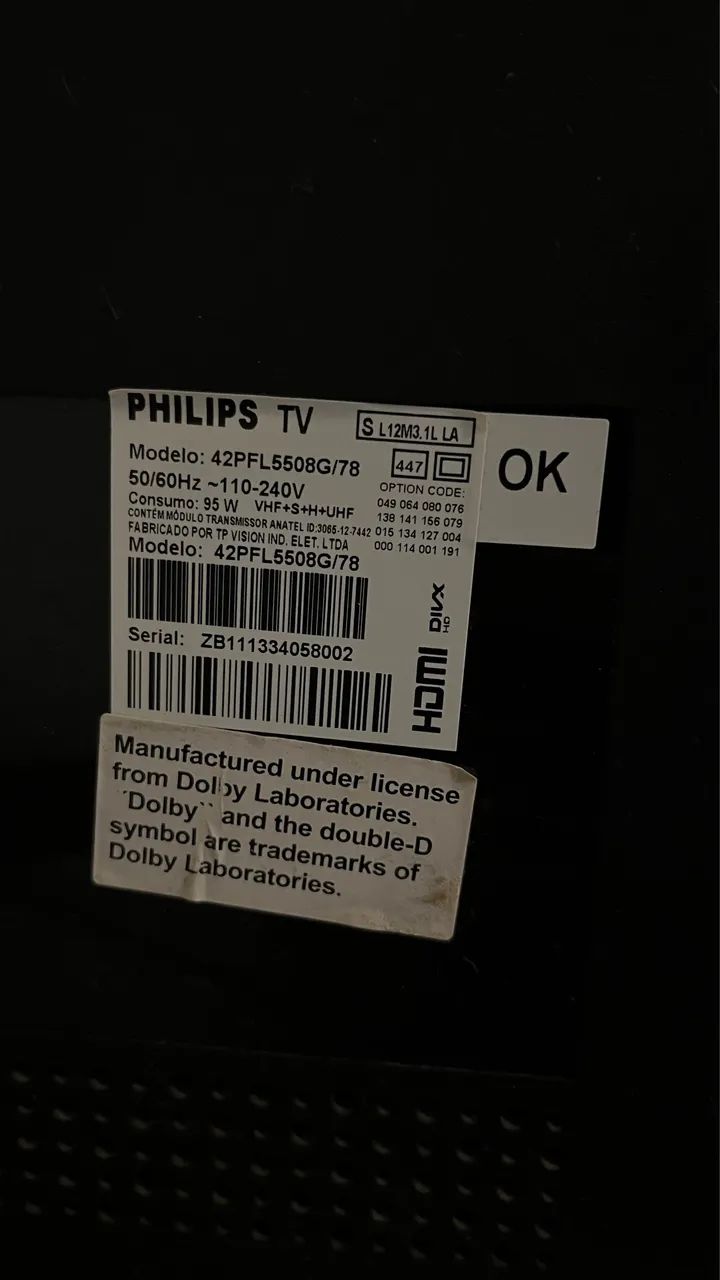 PHILIPS TV
S L12M3.1L LA
Modelo: 42PFL5508G/78
447
50/60Hz ~110-240V
Consumo: 95 W VHF+S+H+UHF
CONTÉM MÓDULO TRANSMISSOR ANATEL ID:3065-12-7442
FABRICADO POR TP VISION IND. ELET. LTDA
OPTION CODE:
049 064 080 076
138 141 156 079
015 134 127 004
000 114 001 191
Modelo: 42PFL5508G/78
Serial: ZB111334058002
DIVX HD
HDMI
OK
Manufactured under license
from Dolby Laboratories.
``Dolby`` and the double-D
symbol are trademarks of
Dolby Laboratories.